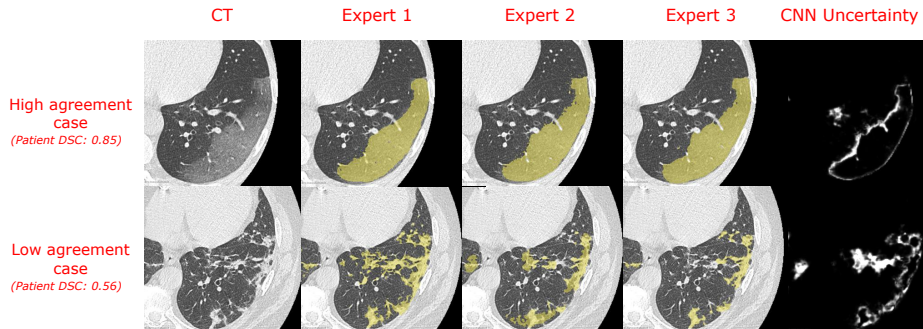 CT Expert 1 Expert 2 Expert 3 CNN Uncertainty
High agreement
case
(Patient DSC: 0.85)
Low agreement
case
(Patient DSC: 0.56)